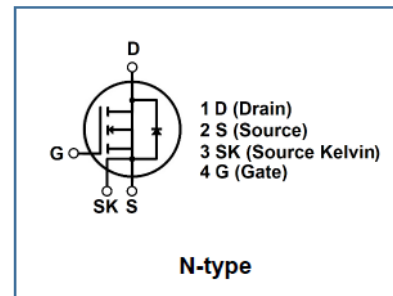 D
1 D (Drain)
2 S (Source)
3 SK (Source Kelvin)
4 G (Gate)
G
SK S
N-type